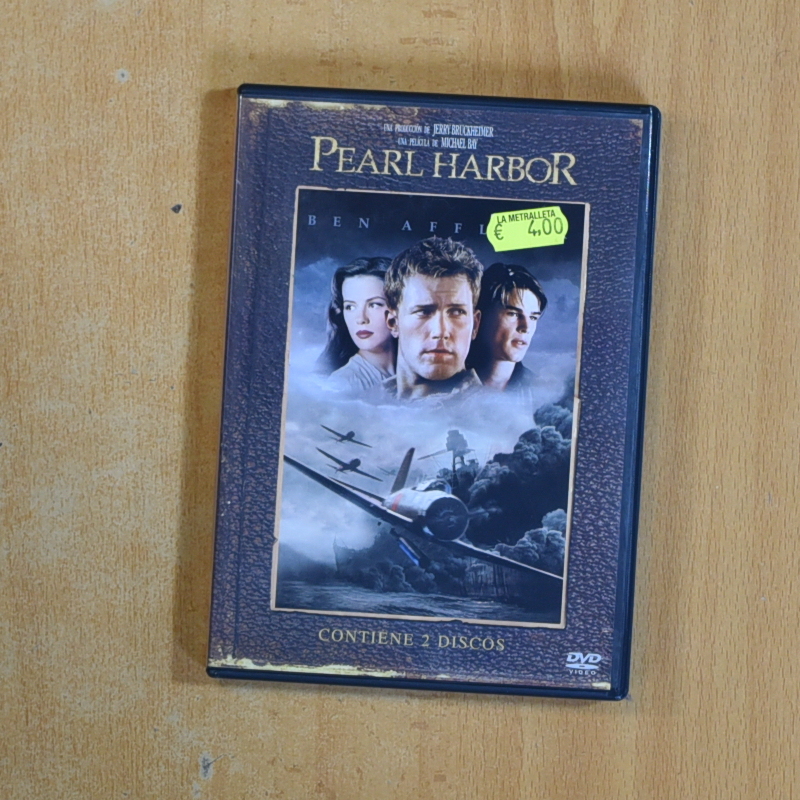 UNA PRODUCCIÓN DE JERRY BRUCKHEIMER
UNA PELÍCULA DE MICHAEL BAY
PEARL HARBOR
BEN AFFL
LA METRALLETA
€ 4,00
CONTIENE 2 DISCOS
DVD
VIDEO